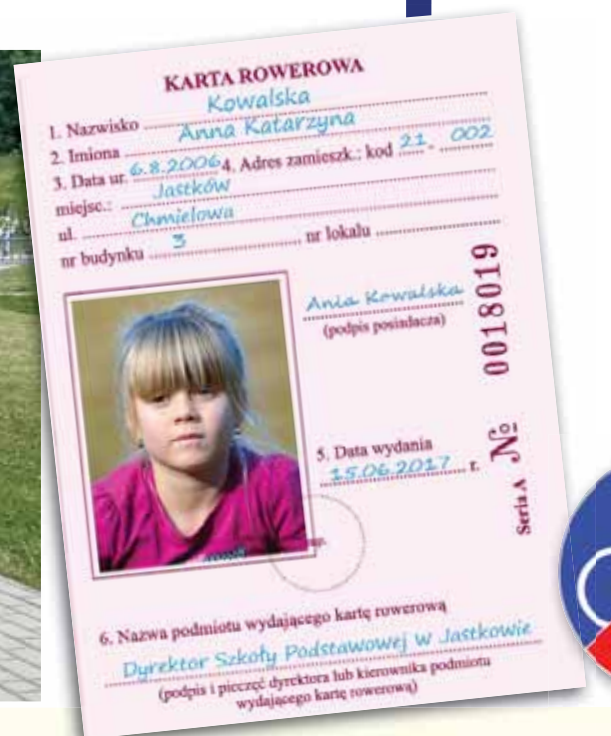 KARTA ROWEROWA
1. Nazwisko Kowalska
2. Imiona Anna Katarzyna
3. Data ur. 6.8.2006 4. Adres zamieszk.: kod 21 - 002
miejsc.: Jastków
ul. Chmielowa
nr budynku 3 nr lokalu
Ania Kowalska
(podpis posiadacza)
5. Data wydania
15.06.2017 r.
Seria A № 0018019
6. Nazwa podmiotu wydającego kartę rowerową
Dyrektor Szkoły Podstawowej w Jastkowie
(podpis i pieczęć dyrektora lub kierownika podmiotu
wydającego kartę rowerową)